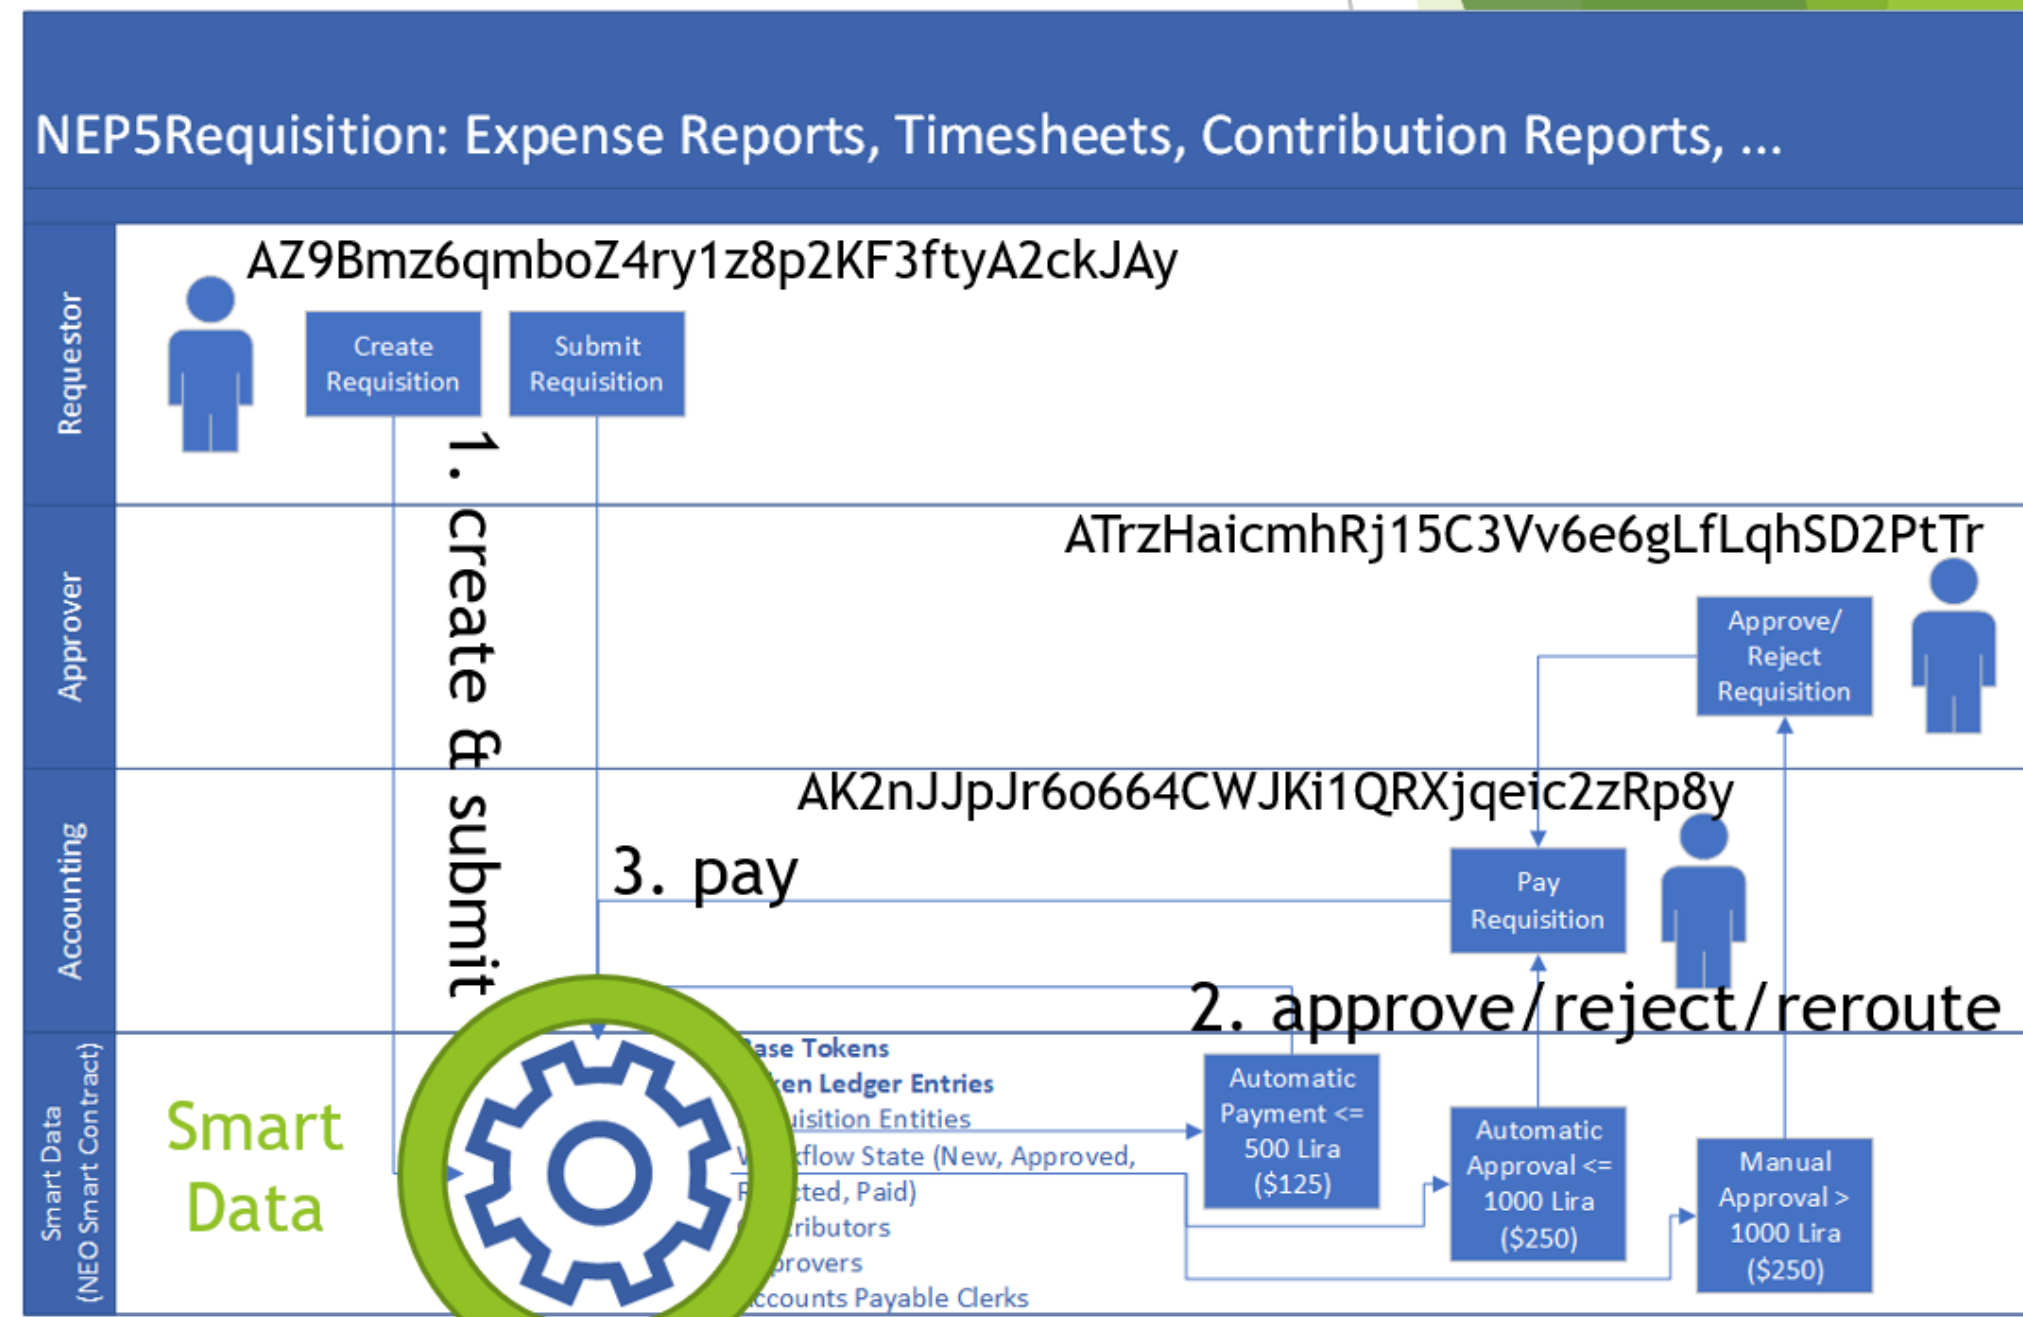 NEP5Requisition: Expense Reports, Timesheets, Contribution Reports, ...
Requestor
AZ9Bmz6qmboZ4ry1z8p2KF3ftyA2ckJAy
Create
Requisition
Submit
Requisition
1. create & submit
Approver
ATrzHaicmhRj15C3Vv6e6gLfLqhSD2PtTr
Approve/
Reject
Requisition
Accounting
AK2nJJpJr6o664CWJKi1QRXjqeic2zRp8y
3. pay
Pay
Requisition
2. approve/reject/reroute
Smart Data
(NEO Smart Contract)
Smart
Data
Tokens
Ledger Entries
Entities
State (New, Approved,
Paid)
Accounts Payable Clerks
Automatic
Payment <=
500 Lira
($125)
Automatic
Approval <=
1000 Lira
($250)
Manual
Approval >
1000 Lira
($250)